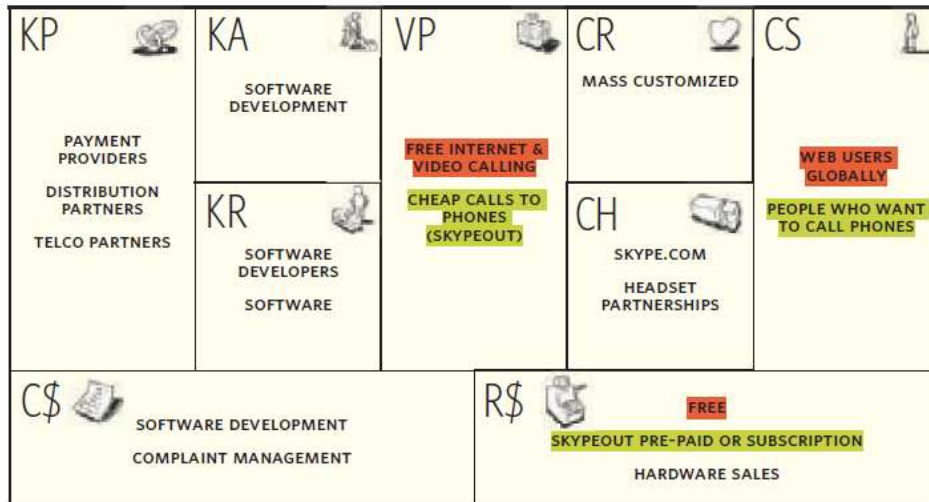 KP
PAYMENT
PROVIDERS
DISTRIBUTION
PARTNERS
TELCO PARTNERS
KA
SOFTWARE
DEVELOPMENT
KR
SOFTWARE
DEVELOPERS
SOFTWARE
VP
FREE INTERNET &
VIDEO CALLING
CHEAP CALLS TO
PHONES
(SKYPEOUT)
CR
MASS CUSTOMIZED
CH
SKYPE.COM
HEADSET
PARTNERSHIPS
CS
WEB USERS
GLOBALLY
PEOPLE WHO WANT
TO CALL PHONES
C$
SOFTWARE DEVELOPMENT
COMPLAINT MANAGEMENT
R$
FREE
SKYPEOUT PRE-PAID OR SUBSCRIPTION
HARDWARE SALES